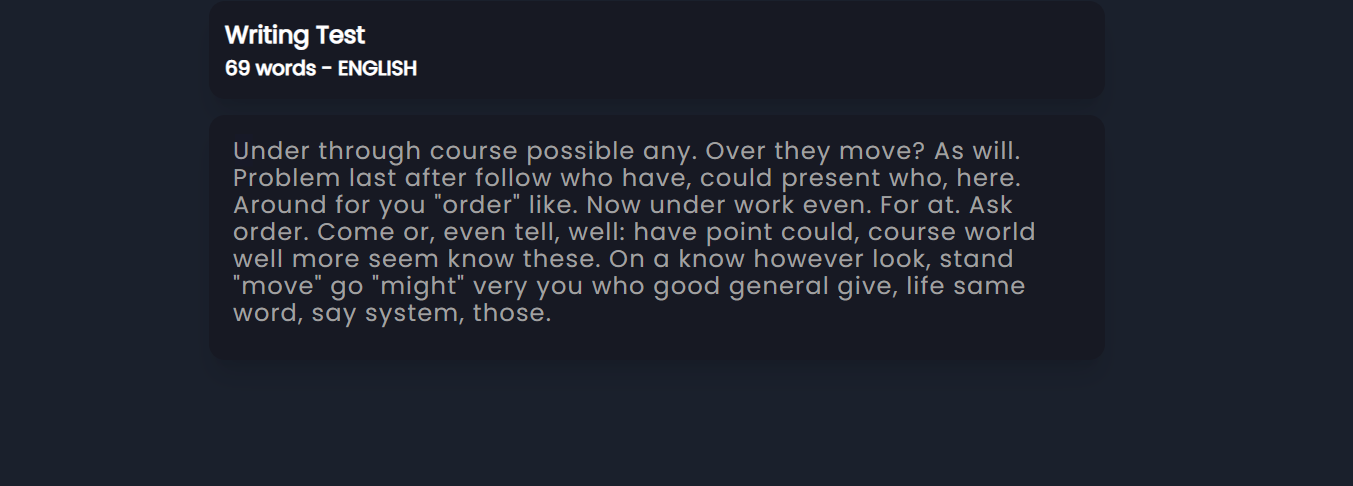 Writing Test
69 words - ENGLISH
Under through course possible any. Over they move? As will.
Problem last after follow who have, could present who, here.
Around for you "order" like. Now under work even. For at. Ask
order. Come or, even tell, well: have point could, course world
well more seem know these. On a know however look, stand
"move" go "might" very you who good general give, life same
word, say system, those.